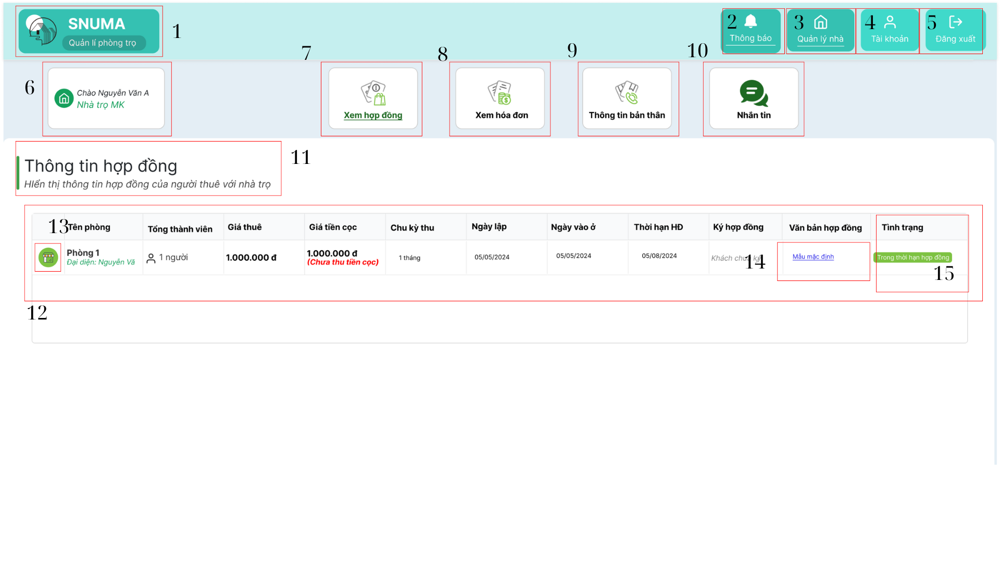 SNUMA
Quản lí phòng trọ
1
2
Thông báo
3
Quản lý nhà
4
Tài khoản
5
Đăng xuất
6
Chào Nguyễn Văn A
Nhà trọ MK
7
Xem hợp đồng
8
Xem hóa đơn
9
Thông tin bản thân
10
Nhắn tin
Thông tin hợp đồng
HIển thị thông tin hợp đồng của người thuê với nhà trọ
11
13
Tên phòng
Tổng thành viên
Giá thuê
Giá tiền cọc
Chu kỳ thu
Ngày lập
Ngày vào ở
Thời hạn HĐ
Ký hợp đồng
Văn bản hợp đồng
Tình trạng
Phòng 1
Đại diện: Nguyễn Vă
1 người
1.000.000 đ
1.000.000 đ
(Chưa thu tiền cọc)
1 tháng
05/05/2024
05/05/2024
05/08/2024
Khách chưa ký
14
Mẫu mặc định
Trong thời hạn hợp đồng
15
12